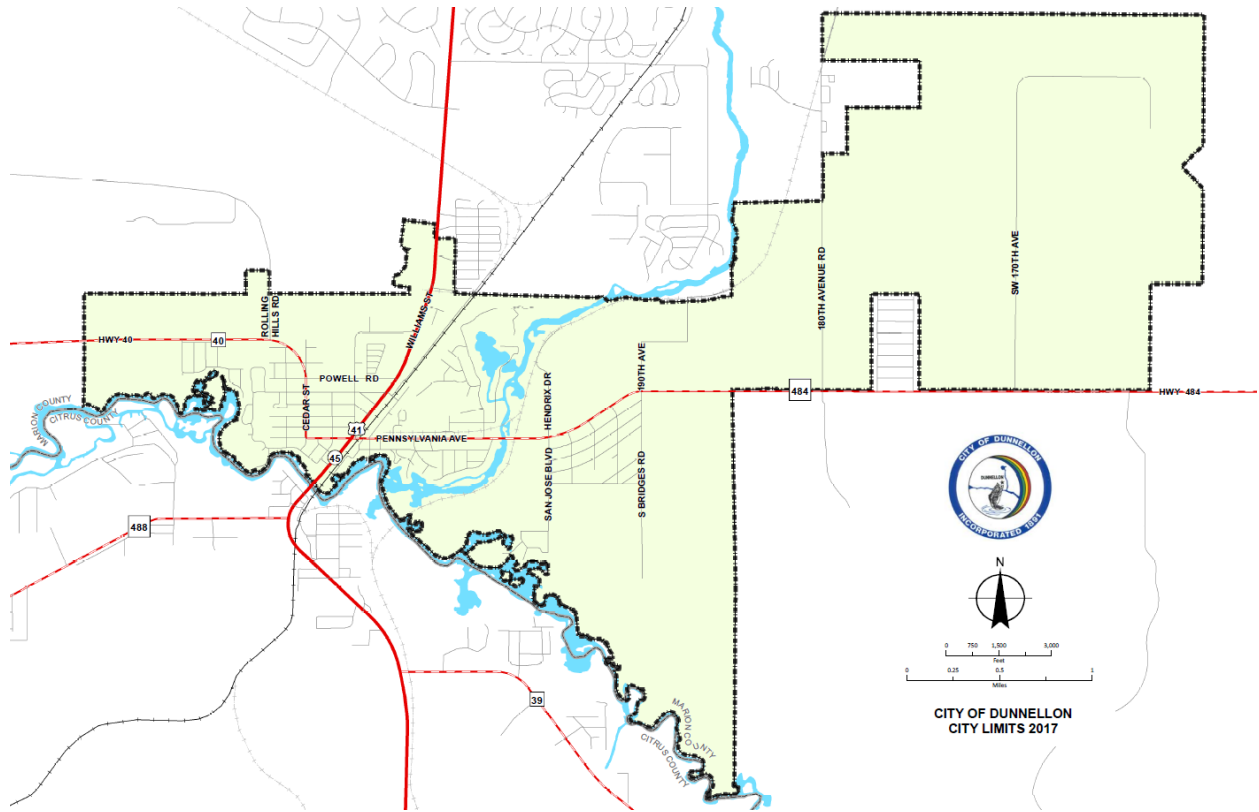 ROLLING
HILLS RD
HWY 40
40
WILLIAMS ST
POWELL RD
CEDAR ST
41
PENNSYLVANIA AVE
45
MARION COUNTY
CITRUS COUNTY
488
HENDRIX DR
SAN JOSE BLVD
190TH AVE
S BRIDGES RD
180TH AVENUE RD
SW 170TH AVE
484
HWY 484
39
MARION COUNTY
CITRUS COUNTY
CITY OF DUNNELLON
DUNNELLON
INCORPORATED 1891
N
0 750 1,500 3,000
Feet
0 0.25 0.5 1
Miles
CITY OF DUNNELLON
CITY LIMITS 2017